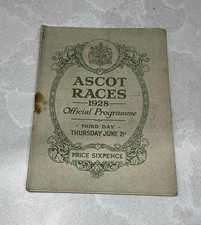 ASCOT
RACES
1928
Official Programme
THIRD DAY
THURSDAY JUNE 21st
PRICE SIXPENCE